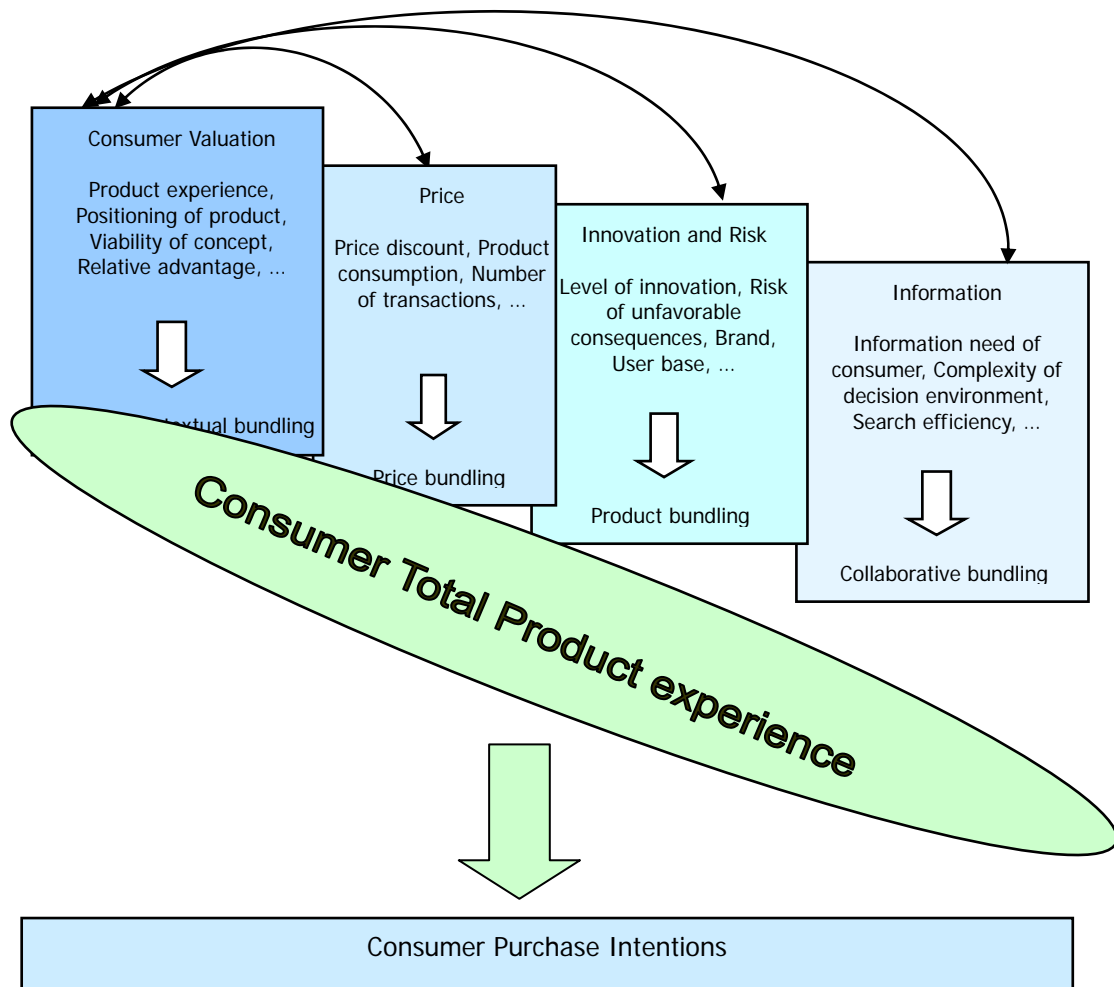 Consumer Valuation
Product experience,
Positioning of product,
Viability of concept,
Relative advantage, ...
bundling
Price
Price discount, Product
consumption, Number
of transactions, ...
Price bundling
Innovation and Risk
Level of innovation, Risk
of unfavorable
consequences, Brand,
User base, ...
Product bundling
Information
Information need of
consumer, Complexity of
decision environment,
Search efficiency, ...
Collaborative bundling
Consumer Total Product experience
Consumer Purchase Intentions